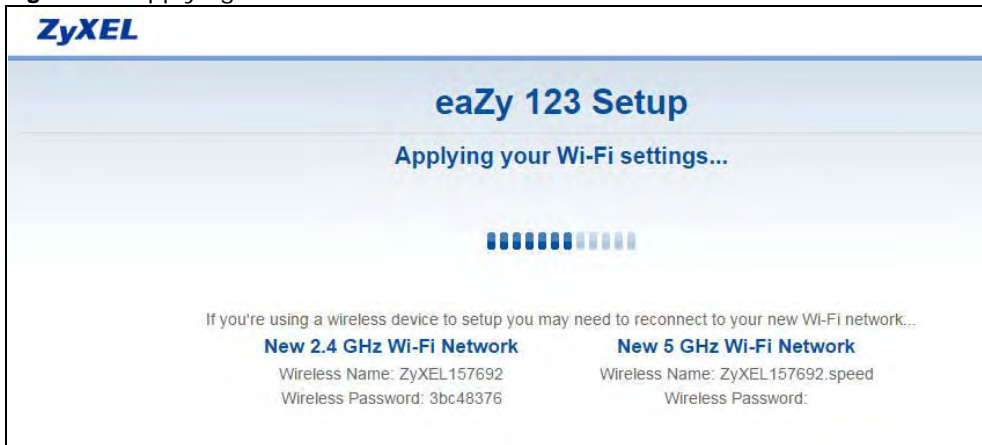 ZyXEL
eaZy 123 Setup
Applying your Wi-Fi settings...
If you're using a wireless device to setup you may need to reconnect to your new Wi-Fi network...
New 2.4 GHz Wi-Fi Network
Wireless Name: ZyXEL157692
Wireless Password: 3bc48376
New 5 GHz Wi-Fi Network
Wireless Name: ZyXEL157692.speed
Wireless Password: